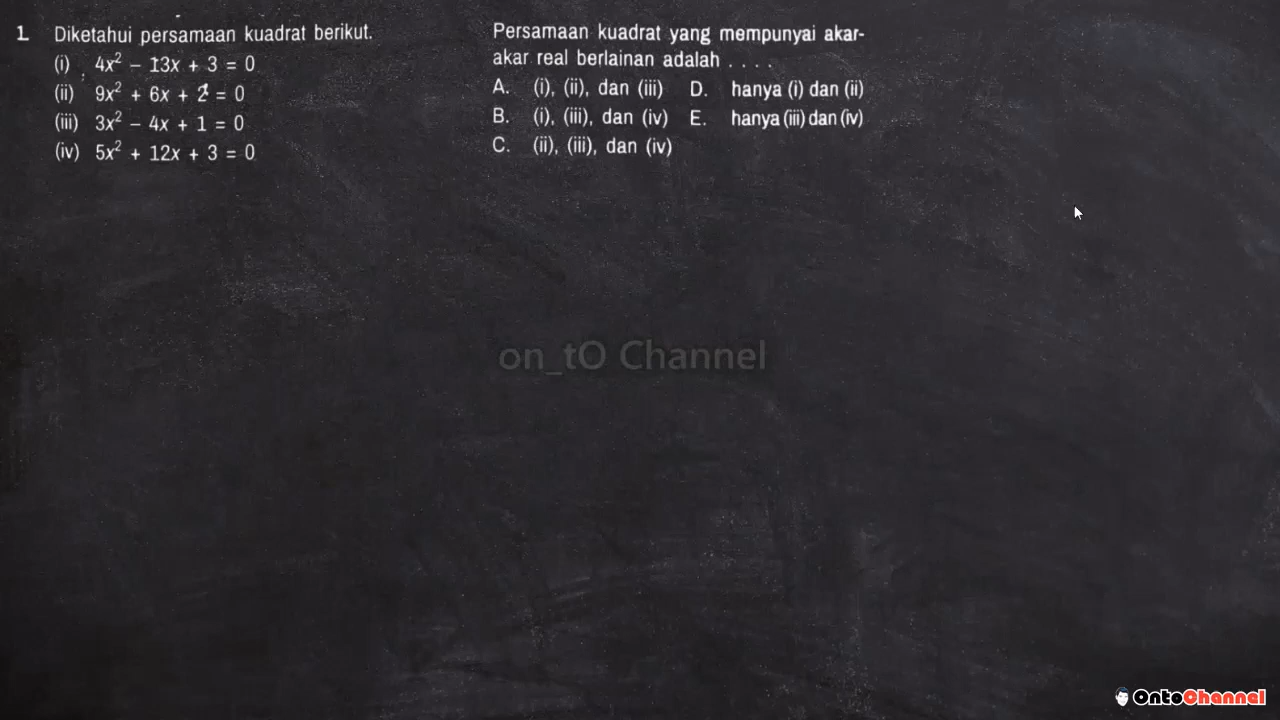 1. Diketahui persamaan kuadrat berikut.
(i) 4x² − 13x + 3 = 0
(ii) 9x² + 6x + 2 = 0
(iii) 3x² − 4x + 1 = 0
(iv) 5x² + 12x + 3 = 0
Persamaan kuadrat yang mempunyai akar-
akar real berlainan adalah . . . .
A. (i), (ii), dan (iii) D. hanya (i) dan (ii)
B. (i), (iii), dan (iv) E. hanya (iii) dan (iv)
C. (ii), (iii), dan (iv)
on_tO Channel
OntoChannel